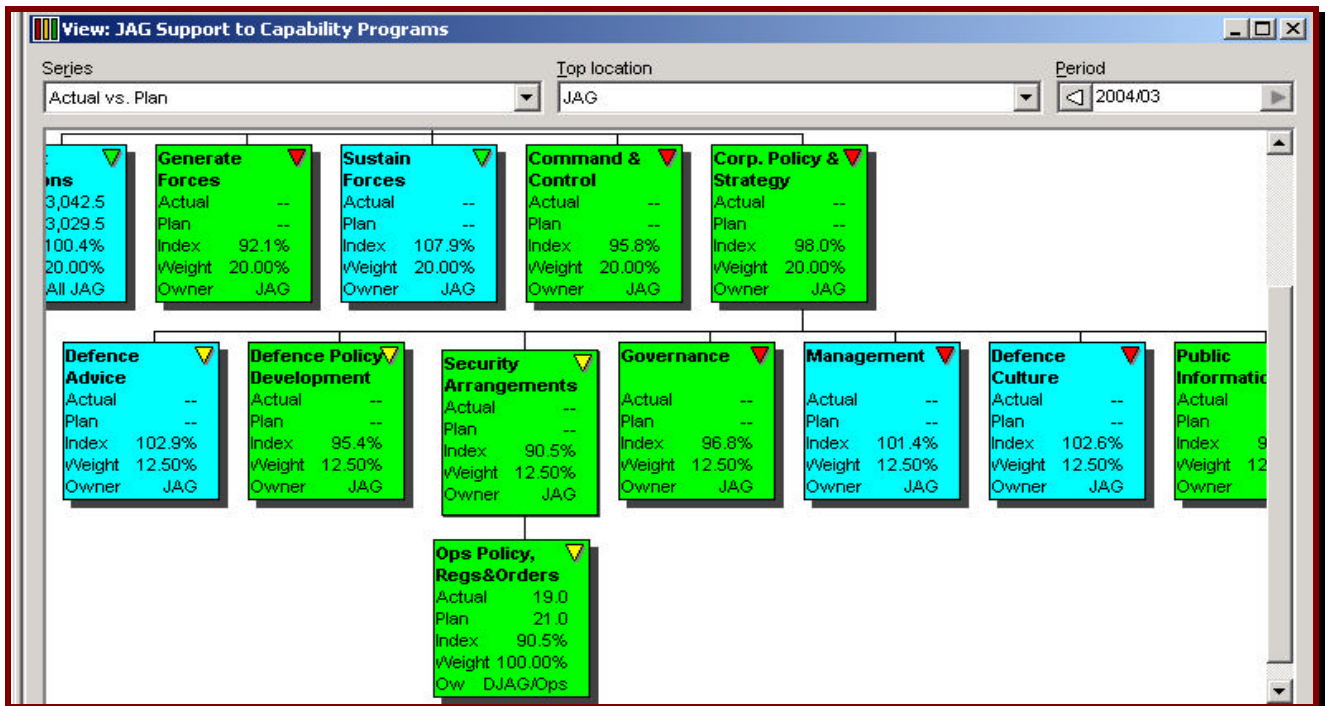 View: JAG Support to Capability Programs
Series
Top location
Period
Actual vs. Plan
JAG
2004/03
ons
3,042.5
3,029.5
100.4%
20.00%
All JAG
Generate
Forces
Actual --
Plan --
Index 92.1%
Weight 20.00%
Owner JAG
Sustain
Forces
Actual --
Plan --
Index 107.9%
Weight 20.00%
Owner JAG
Command &
Control
Actual --
Plan --
Index 95.8%
Weight 20.00%
Owner JAG
Corp. Policy &
Strategy
Actual --
Plan --
Index 98.0%
Weight 20.00%
Owner JAG
Defence
Advice
Actual --
Plan --
Index 102.9%
Weight 12.50%
Owner JAG
Defence Policy
Development
Actual --
Plan --
Index 95.4%
Weight 12.50%
Owner JAG
Security
Arrangements
Actual --
Plan --
Index 90.5%
Weight 12.50%
Owner JAG
Governance
Actual --
Plan --
Index 96.8%
Weight 12.50%
Owner JAG
Management
Actual --
Plan --
Index 101.4%
Weight 12.50%
Owner JAG
Defence
Culture
Actual --
Plan --
Index 102.6%
Weight 12.50%
Owner JAG
Public
Informatic
Actual
Plan
Index 9
Weight 12
Owner
Ops Policy,
Regs&Orders
Actual 19.0
Plan 21.0
Index 90.5%
Weight 100.00%
Ow DJAG/Ops